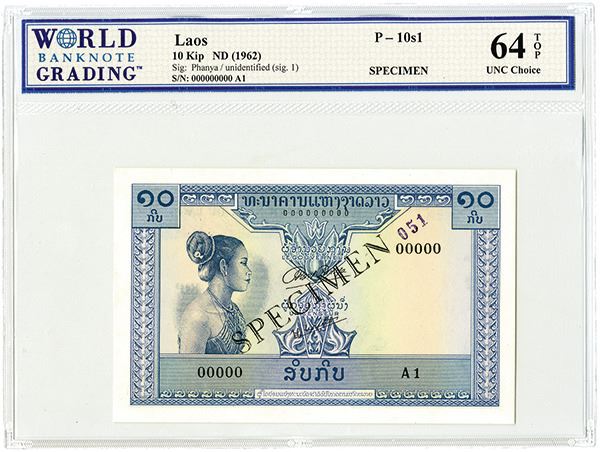 WORLD
BANKNOTE
GRADING™
Laos
10 Kip ND (1962)
Sig: Phanya / unidentified (sig. 1)
S/N: 000000000 A1
P – 10s1
SPECIMEN
64 TOP
UNC Choice
໑໐ ທະນາຄານແຫ່ງຊາດລາວ ໑໐
ກີບ 000000000 ກີບ
051
00000
SPECIMEN
00000 ສິບກີບ A1